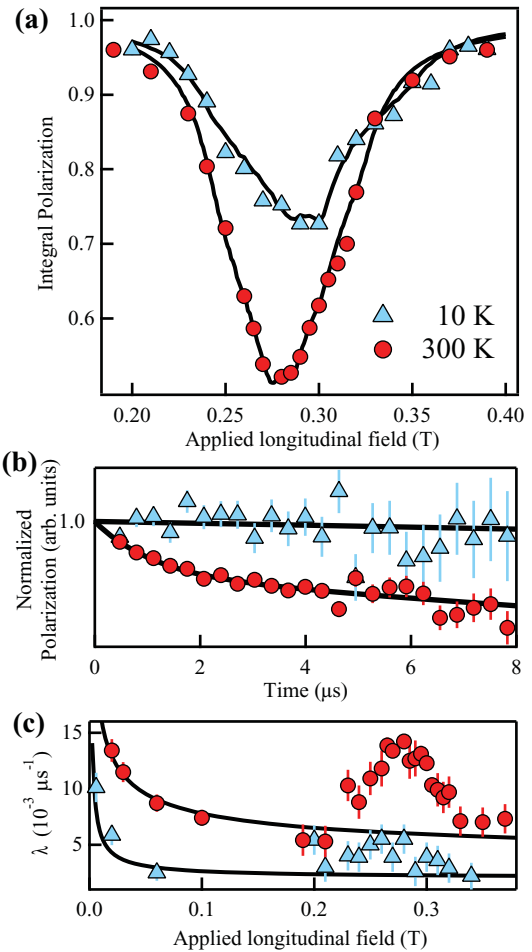 (a)
1.0
0.9
0.8
0.7
0.6
Integral Polarization
10 K
300 K
0.20 0.25 0.30 0.35 0.40
Applied longitudinal field (T)
(b)
1.0
Normalized
Polarization (arb. units)
0 2 4 6 8
Time (μs)
(c)
15
10
5
λ (10⁻³ μs⁻¹)
0.0 0.1 0.2 0.3
Applied longitudinal field (T)